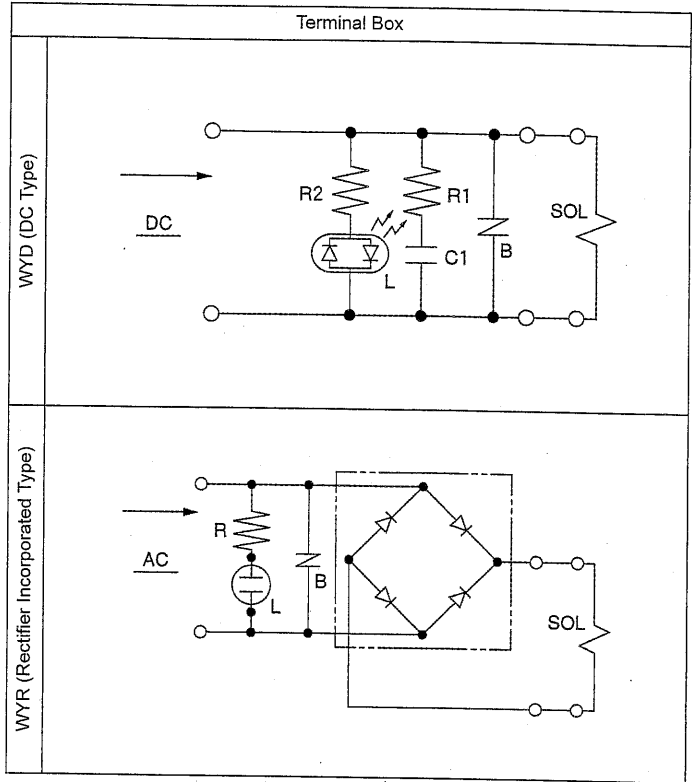 Terminal Box
WYD (DC Type)
DC
R2
R1
L
C1
B
SOL
WYR (Rectifier Incorporated Type)
AC
R
L
B
SOL